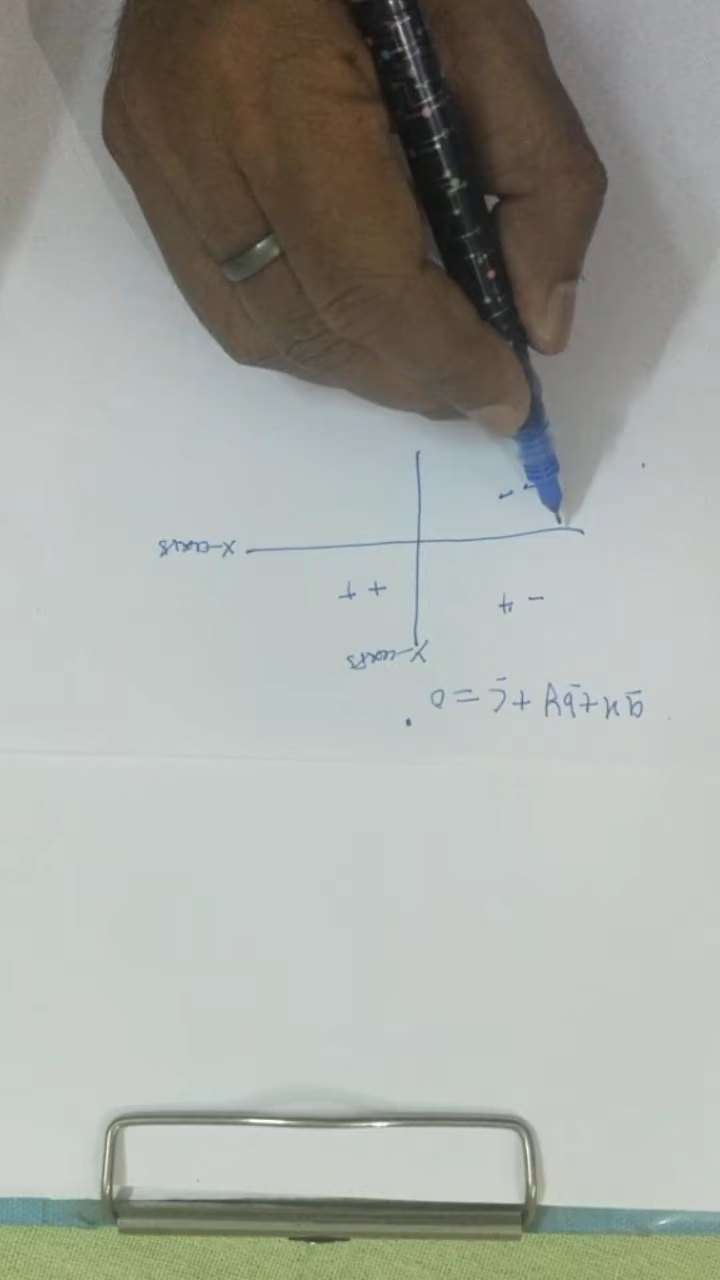 ax+by+c=0
Y-axis
- + + +
X-axis
- -